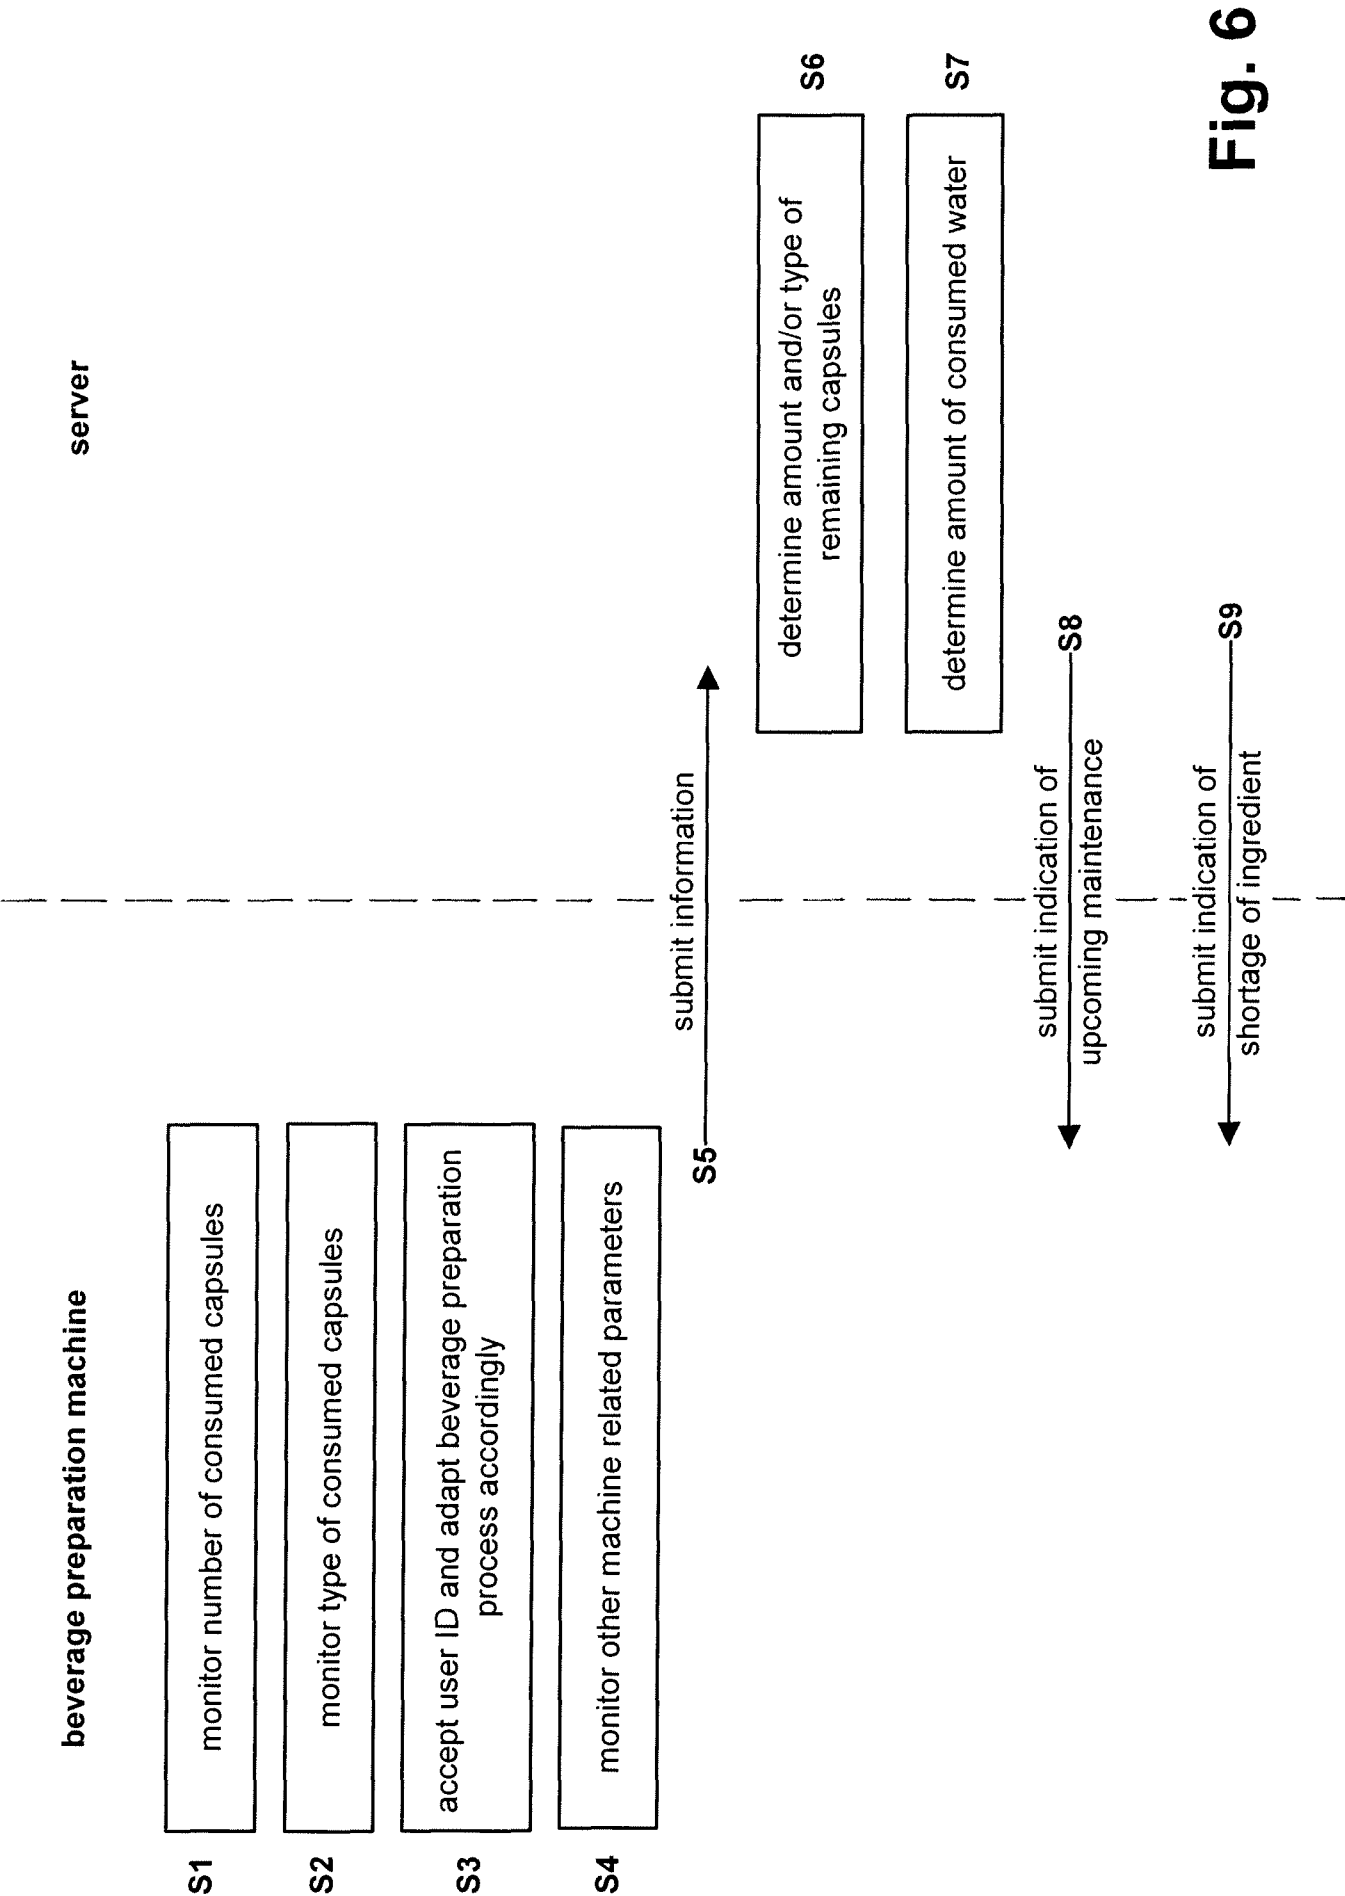 beverage preparation machine
server
S1
monitor number of consumed capsules
S2
monitor type of consumed capsules
S3
accept user ID and adapt beverage preparation
process accordingly
S4
monitor other machine related parameters
S5
submit information
determine amount and/or type of
remaining capsules
S6
determine amount of consumed water
S7
submit indication of
upcoming maintenance
S8
submit indication of
shortage of ingredient
S9
Fig. 6